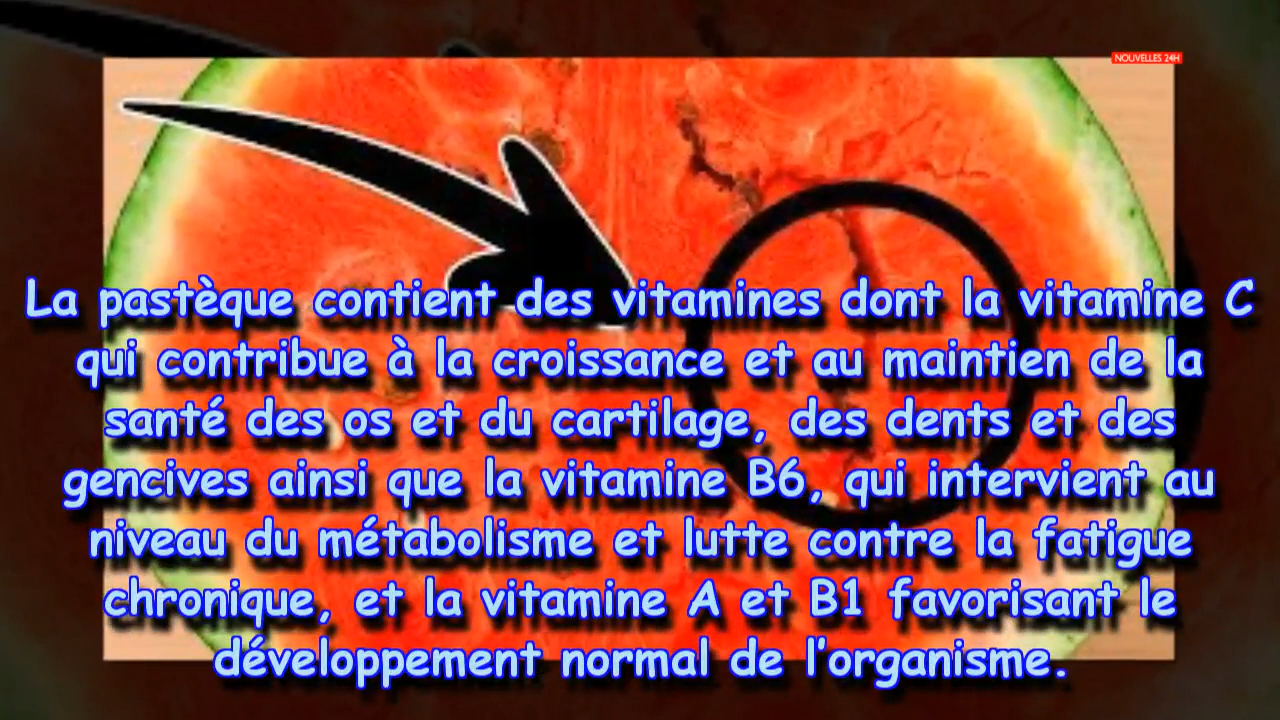 NOUVELLES 24H
La pastèque contient des vitamines dont la vitamine C
qui contribue à la croissance et au maintien de la
santé des os et du cartilage, des dents et des
gencives ainsi que la vitamine B6, qui intervient au
niveau du métabolisme et lutte contre la fatigue
chronique, et la vitamine A et B1 favorisant le
développement normal de l'organisme.